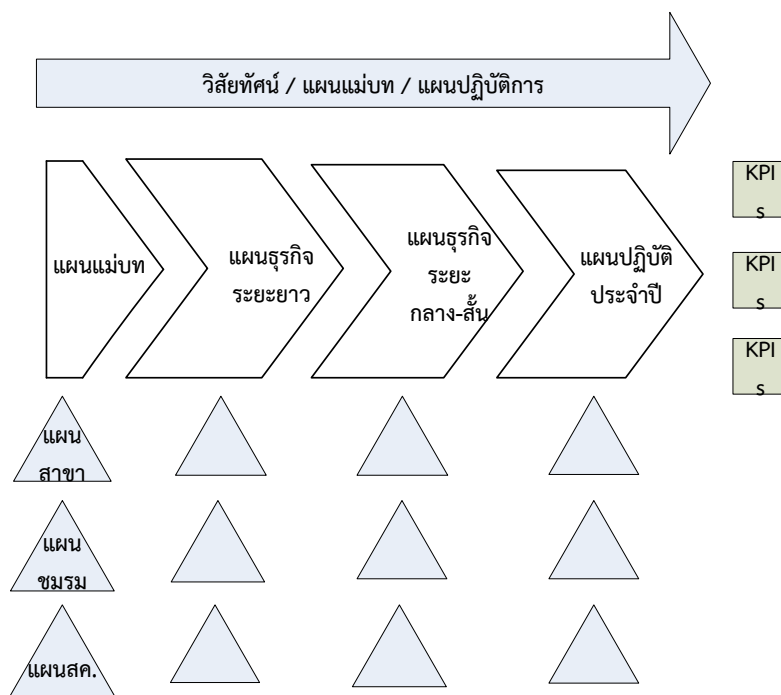 วิสัยทัศน์ / แผนแม่บท / แผนปฏิบัติการ
แผนแม่บท
แผนธุรกิจ
ระยะยาว
แผนธุรกิจ
ระยะ
กลาง-สั้น
แผนปฏิบัติ
ประจำปี
KPI
s
KPI
s
KPI
s
แผน
สาขา
แผน
ชมรม
แผนสค.